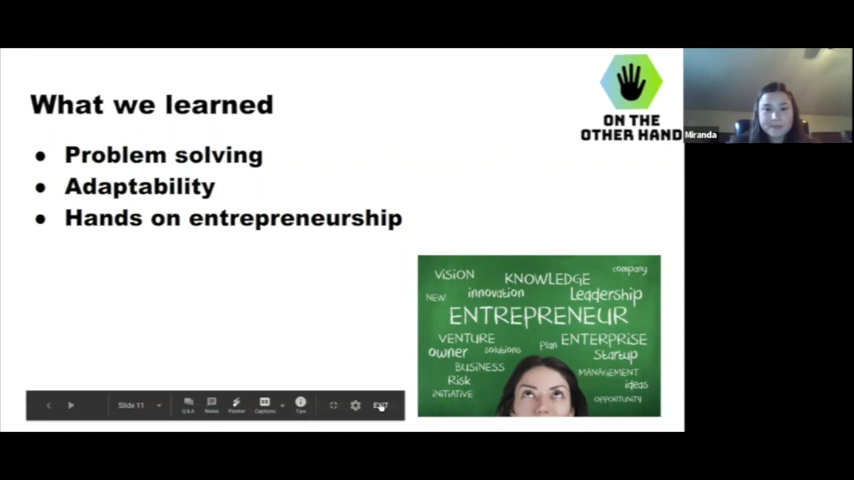 What we learned
ON THE
OTHER HAND
Miranda
• Problem solving
• Adaptability
• Hands on entrepreneurship
VISION
KNOWLEDGE
company
NEW
innovation
Leadership
ENTREPRENEUR
VENTURE
Plan
ENTERPRISE
owner
solutions
Startup
BUSINESS
MANAGEMENT
Risk
ideas
INITIATIVE
OPPORTUNITY
Slide 11
Q&A
Notes
Pointer
Captions
Tips
EXIT